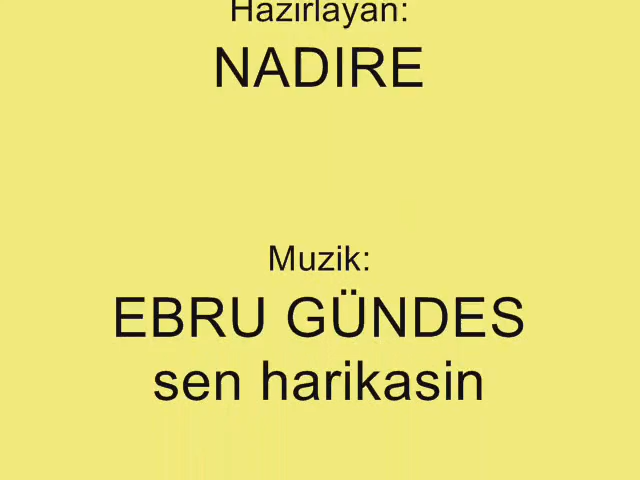 Hazırlayan:
NADIRE
Muzik:
EBRU GÜNDES
sen harikasin